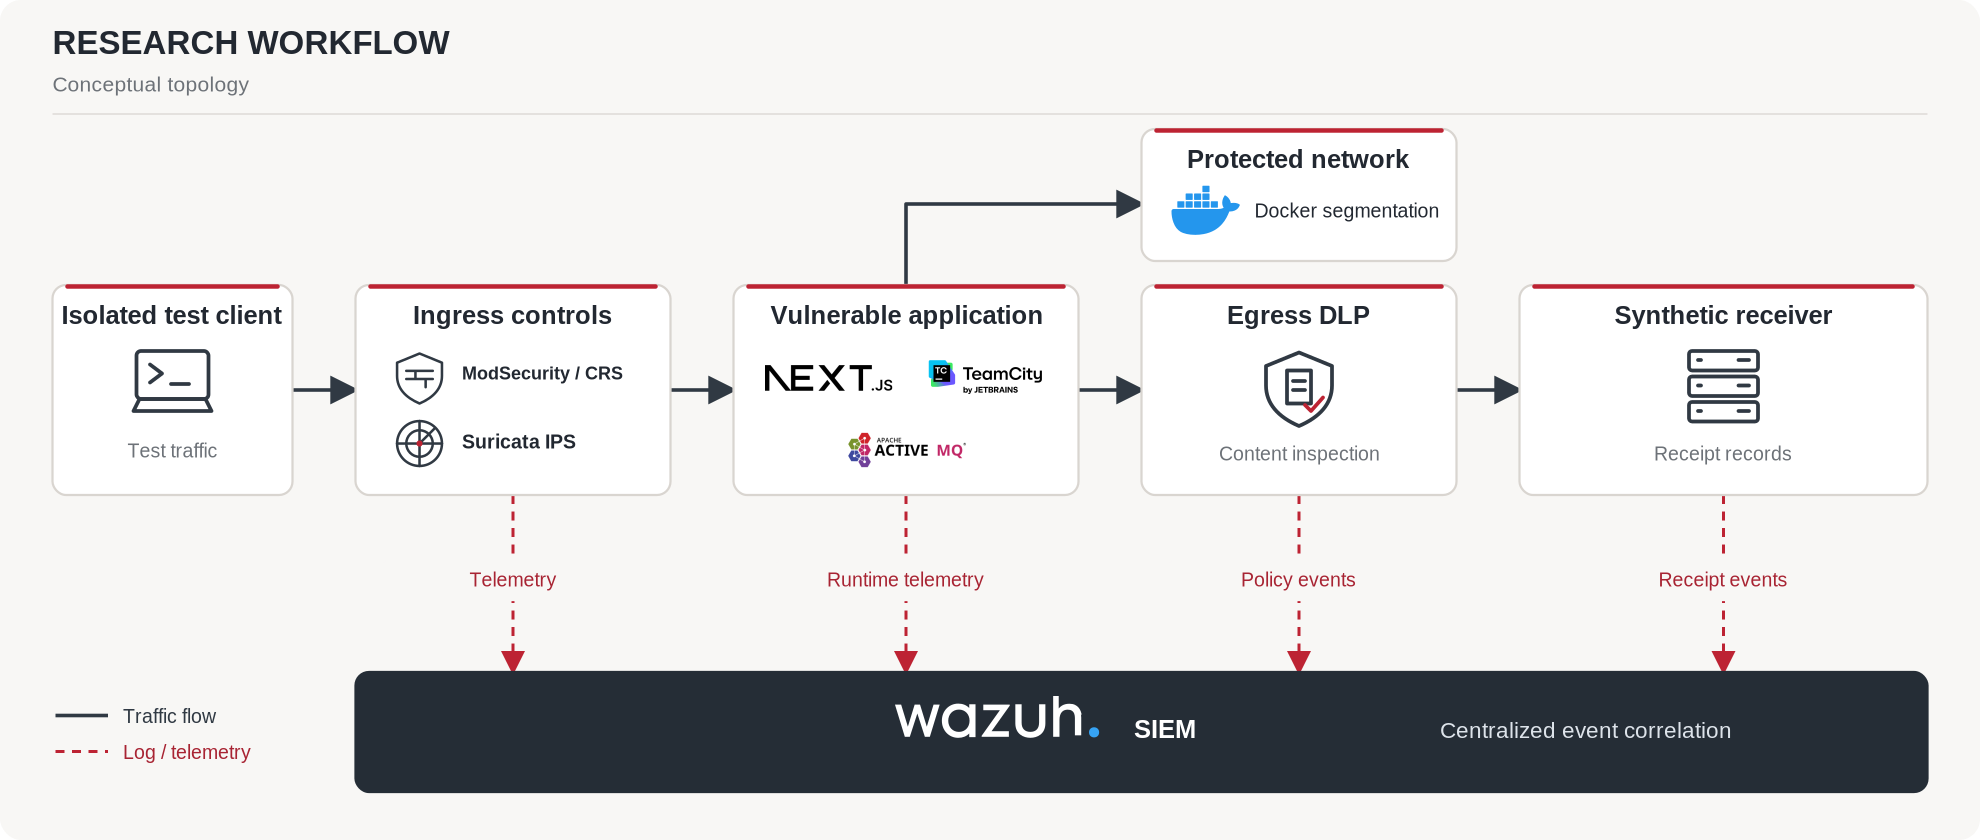 RESEARCH WORKFLOW
Conceptual topology
Protected network
Docker segmentation
Isolated test client
Test traffic
Ingress controls
ModSecurity / CRS
Suricata IPS
Vulnerable application
NEXT.JS
TC
TeamCity
by JETBRAINS
APACHE
ACTIVE MQ
Egress DLP
Content inspection
Synthetic receiver
Receipt records
Telemetry
Runtime telemetry
Policy events
Receipt events
Traffic flow
Log / telemetry
wazuh.
SIEM
Centralized event correlation